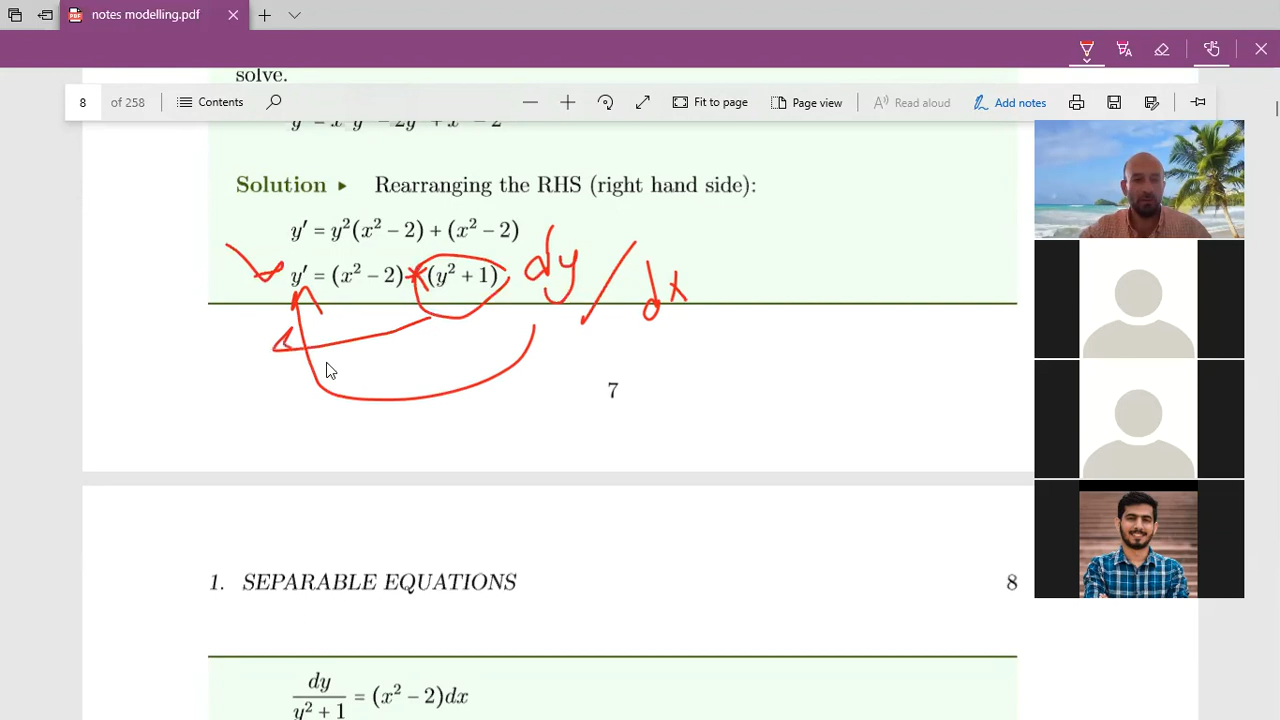 notes modelling.pdf
solve.
8 of 258 Contents Fit to page Page view Read aloud Add notes
Solution ▸ Rearranging the RHS (right hand side):
y′ = y²(x² − 2) + (x² − 2)
y′ = (x² − 2)*(y² + 1) dy/dx
7
1. SEPARABLE EQUATIONS 8
dy/(y² + 1) = (x² − 2)dx